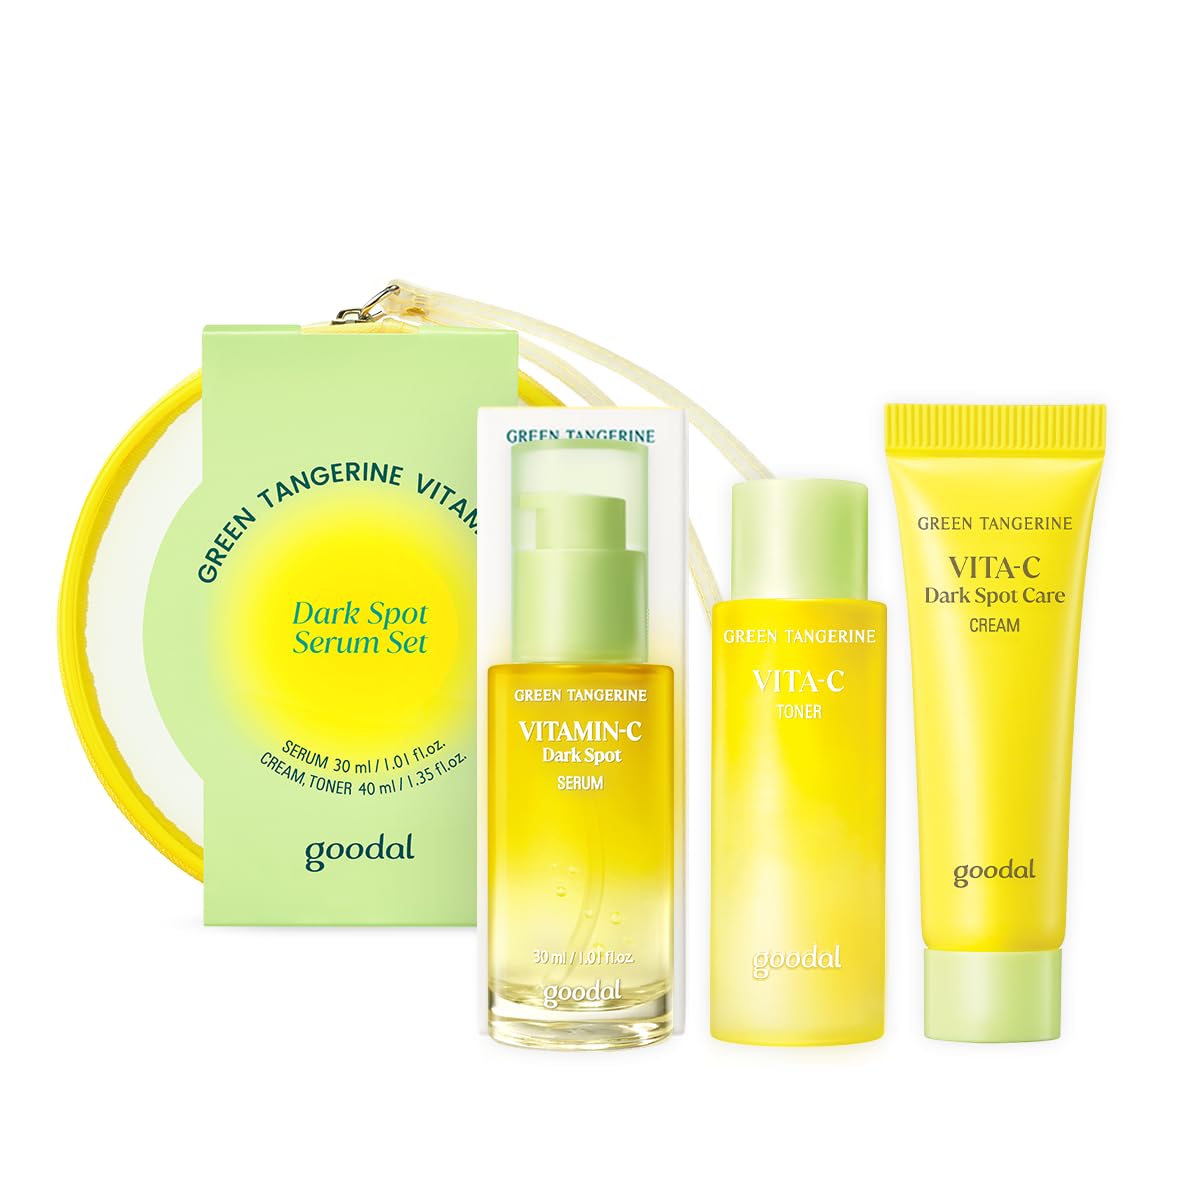 GREEN TANGERINE VITAM
Dark Spot
Serum Set
SERUM 30 ml / 1.01 fl.oz.
CREAM, TONER 40 ml / 1.35 fl.oz.
goodal
GREEN TANGERINE
GREEN TANGERINE
VITAMIN-C
Dark Spot
SERUM
30 ml / 1.01 fl.oz.
goodal
GREEN TANGERINE
VITA-C
TONER
goodal
GREEN TANGERINE
VITA-C
Dark Spot Care
CREAM
goodal